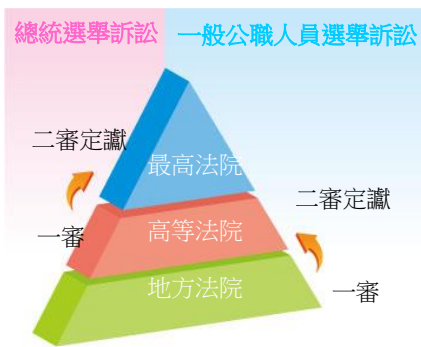 總統選舉訴訟
一般公職人員選舉訴訟
二審定讞
最高法院
二審定讞
一審
高等法院
地方法院
一審